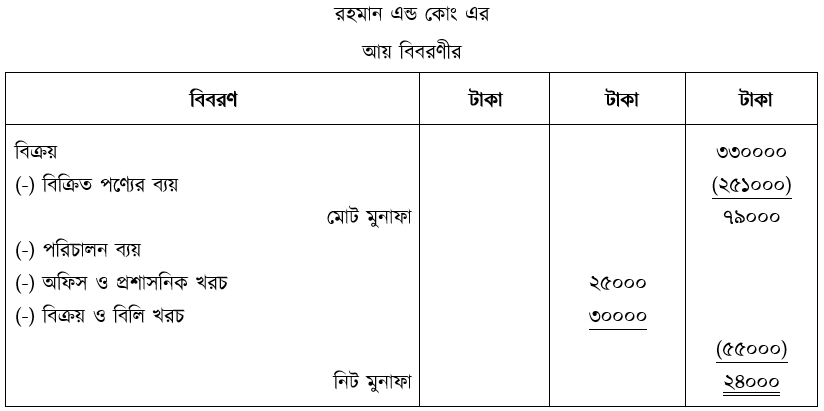 রহমান এন্ড কোং এর
আয় বিবরণীর
বিবরণ টাকা টাকা টাকা
বিক্রয় ৩৩০০০০
(-) বিক্রিত পণ্যের ব্যয় (২৫১০০০)
মোট মুনাফা ৭৯০০০
(-) পরিচালন ব্যয়
(-) অফিস ও প্রশাসনিক খরচ ২৫০০০
(-) বিক্রয় ও বিলি খরচ ৩০০০০
(৫৫০০০)
নিট মুনাফা ২৪০০০